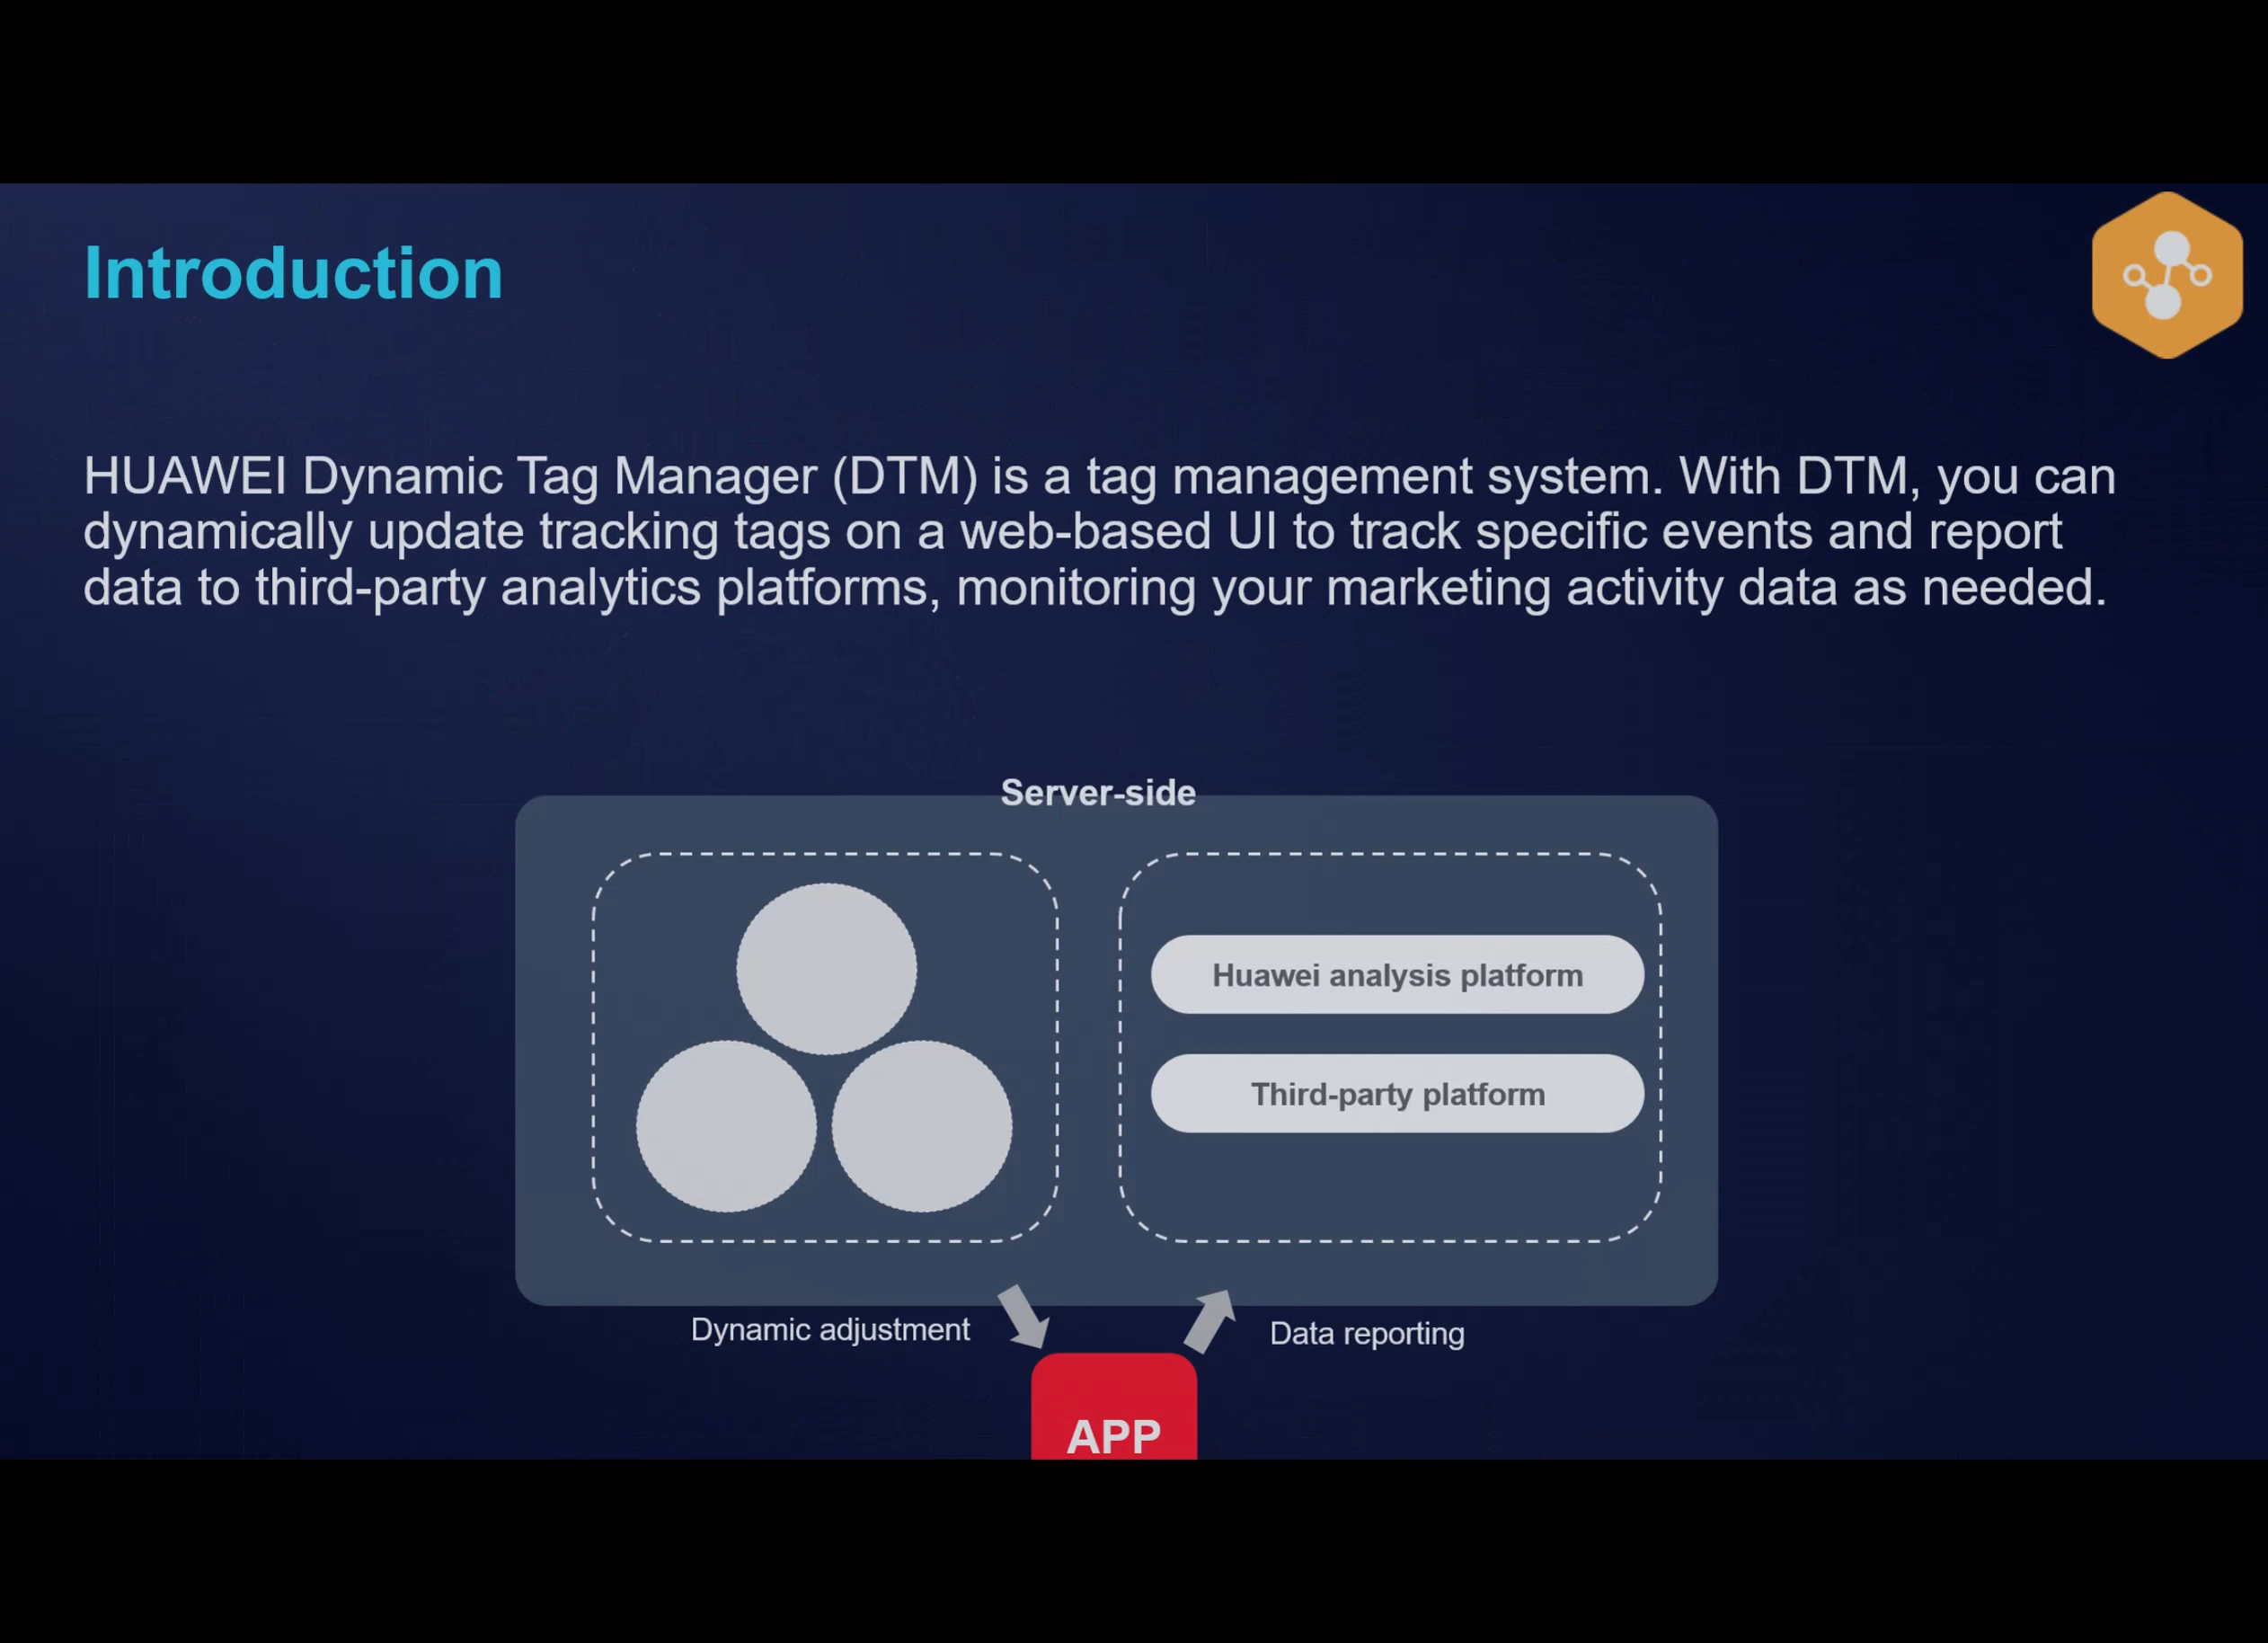 Introduction
HUAWEI Dynamic Tag Manager (DTM) is a tag management system. With DTM, you can
dynamically update tracking tags on a web-based UI to track specific events and report
data to third-party analytics platforms, monitoring your marketing activity data as needed.
Server-side
Huawei analysis platform
Third-party platform
Dynamic adjustment
Data reporting
APP